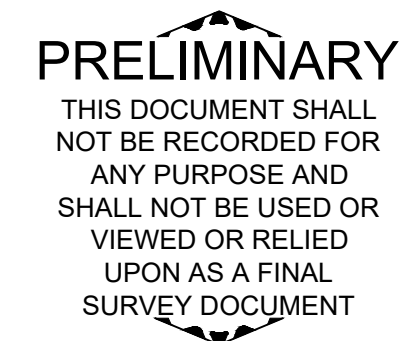 PRELIMINARY
THIS DOCUMENT SHALL
NOT BE RECORDED FOR
ANY PURPOSE AND
SHALL NOT BE USED OR
VIEWED OR RELIED
UPON AS A FINAL
SURVEY DOCUMENT